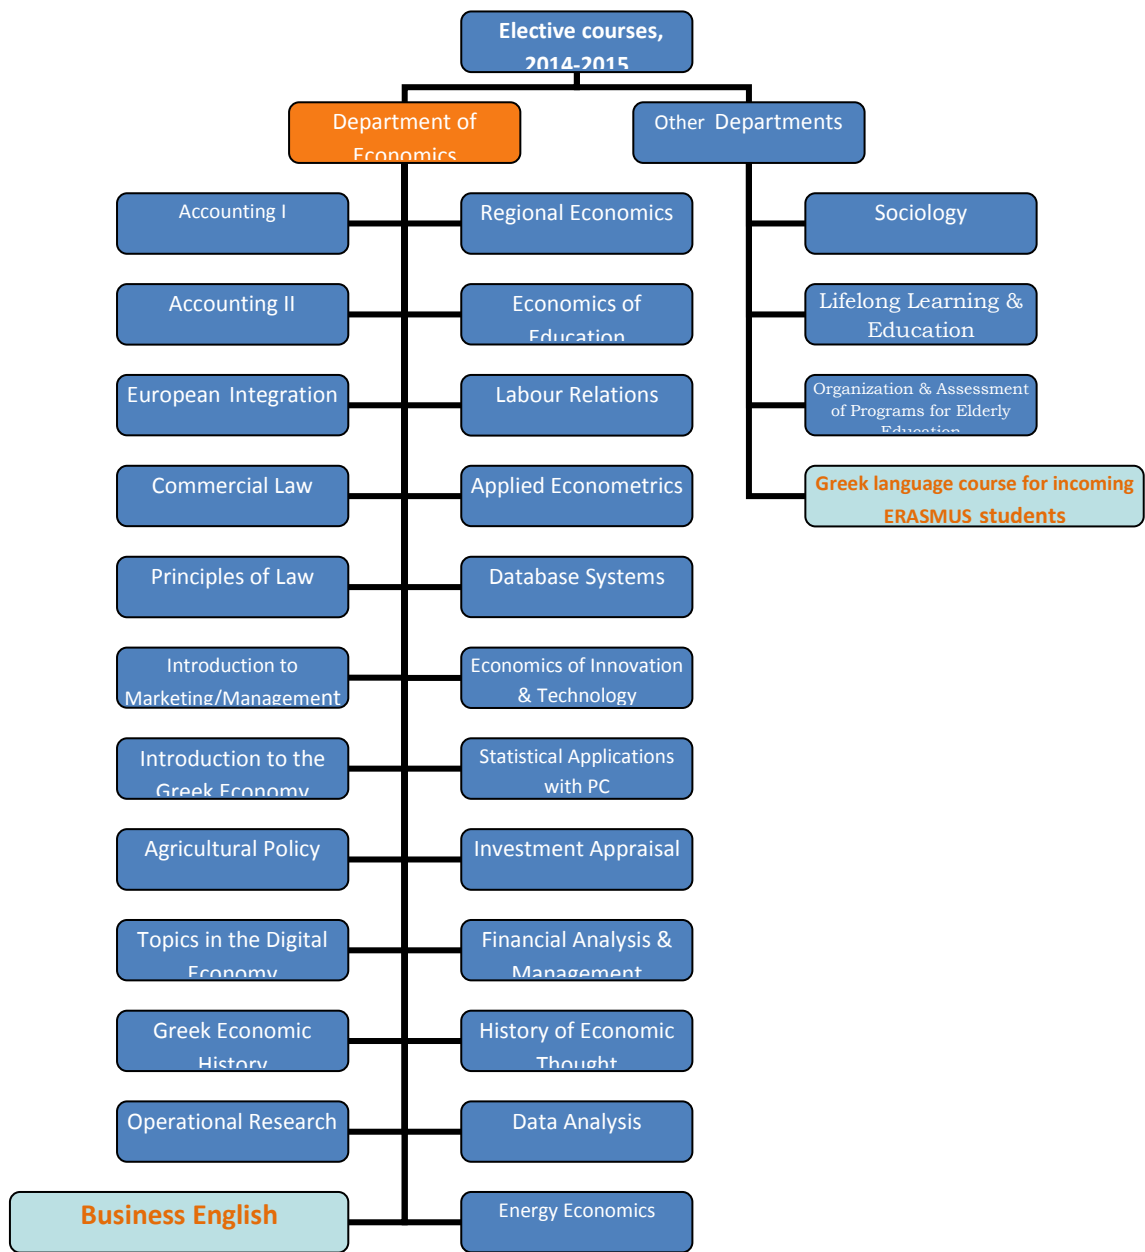 Elective courses,
2014-2015
Department of
Economics
Other Departments
Accounting I
Regional Economics
Sociology
Accounting II
Economics of
Education
Lifelong Learning &
Education
European Integration
Labour Relations
Organization & Assessment
of Programs for Elderly
Education
Commercial Law
Applied Econometrics
Greek language course for incoming
ERASMUS students
Principles of Law
Database Systems
Introduction to
Marketing/Management
Economics of Innovation
& Technology
Introduction to the
Greek Economy
Statistical Applications
with PC
Agricultural Policy
Investment Appraisal
Topics in the Digital
Economy
Financial Analysis &
Management
Greek Economic
History
History of Economic
Thought
Operational Research
Data Analysis
Business English
Energy Economics